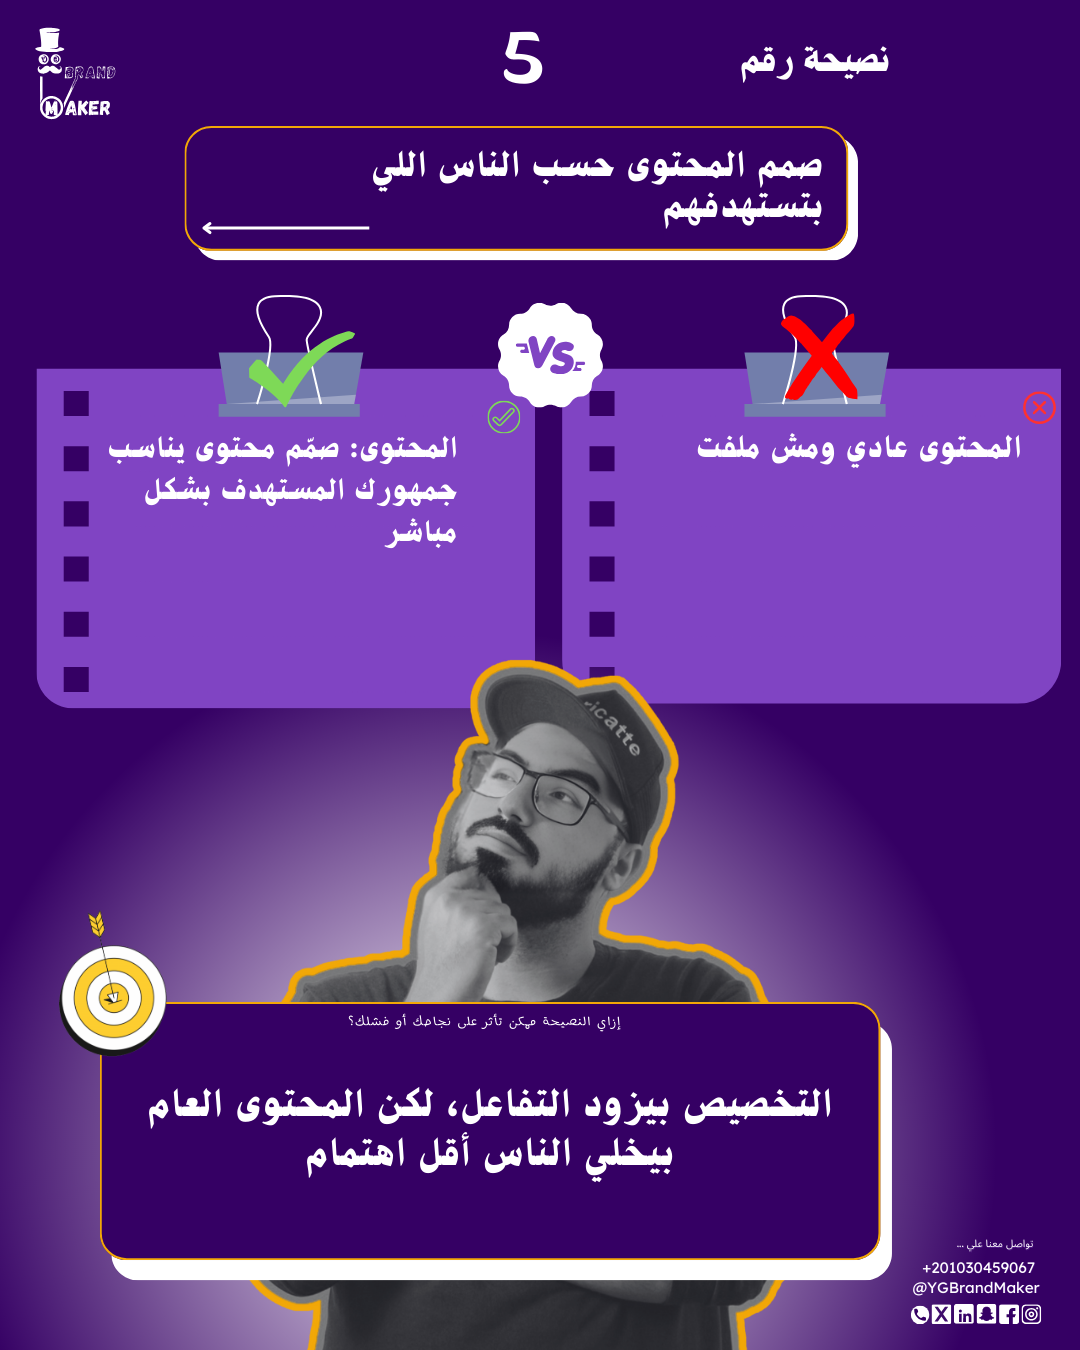 BRAND
MAKER
نصيحة رقم
5
صمم المحتوى حسب الناس اللي
بتستهدفهم
VS
المحتوى عادي ومش ملفت
المحتوى: صمّم محتوى يناسب
جمهورك المستهدف بشكل
مباشر
icatte
إزاي النصيحة ممكن تأثر على نجاحك أو فشلك؟
التخصيص بيزود التفاعل، لكن المحتوى العام
بيخلي الناس أقل اهتمام
تواصل معنا علي ...
+201030459067
@YGBrandMaker